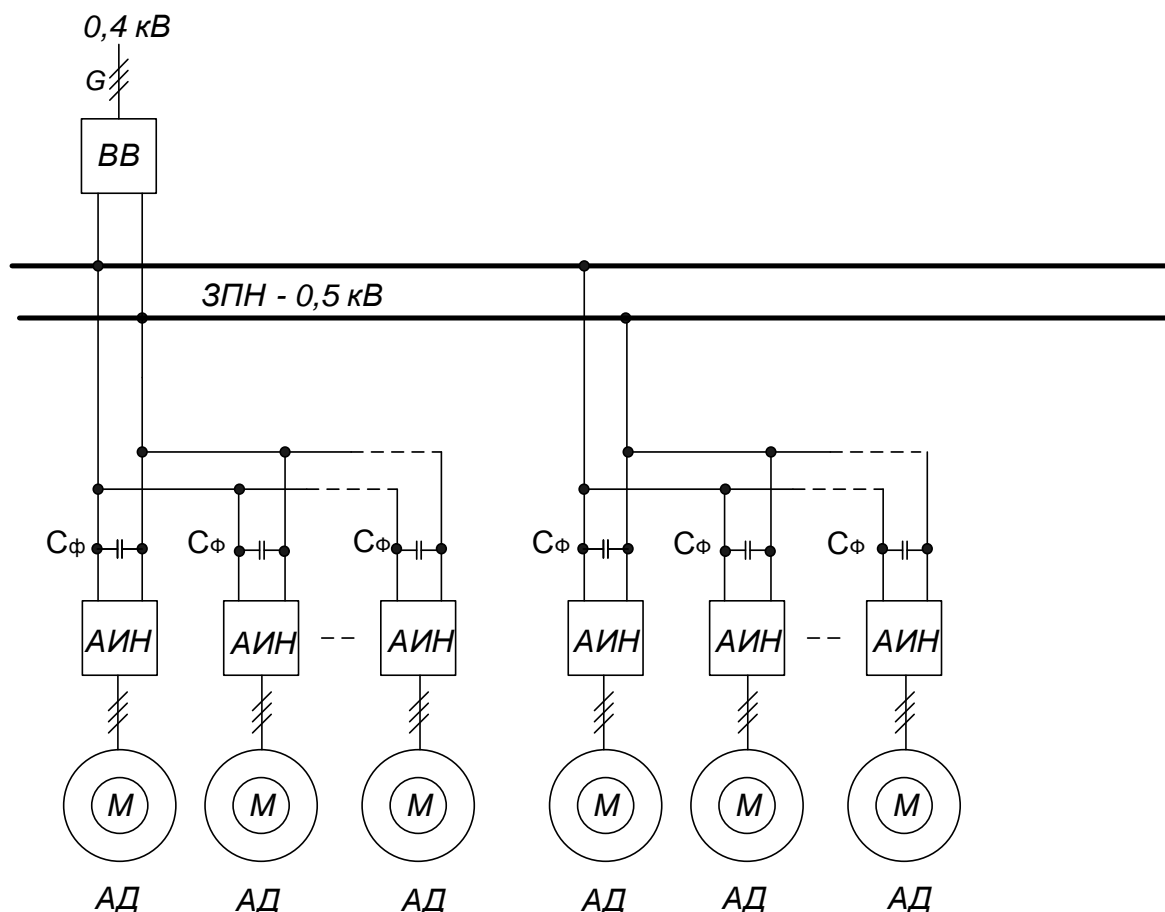 0,4 кВ
G
ВВ
ЗПН - 0,5 кВ
Сф СФ СФ СФ СФ СФ
АИН АИН АИН АИН АИН АИН
М М М М М М
АД АД АД АД АД АД